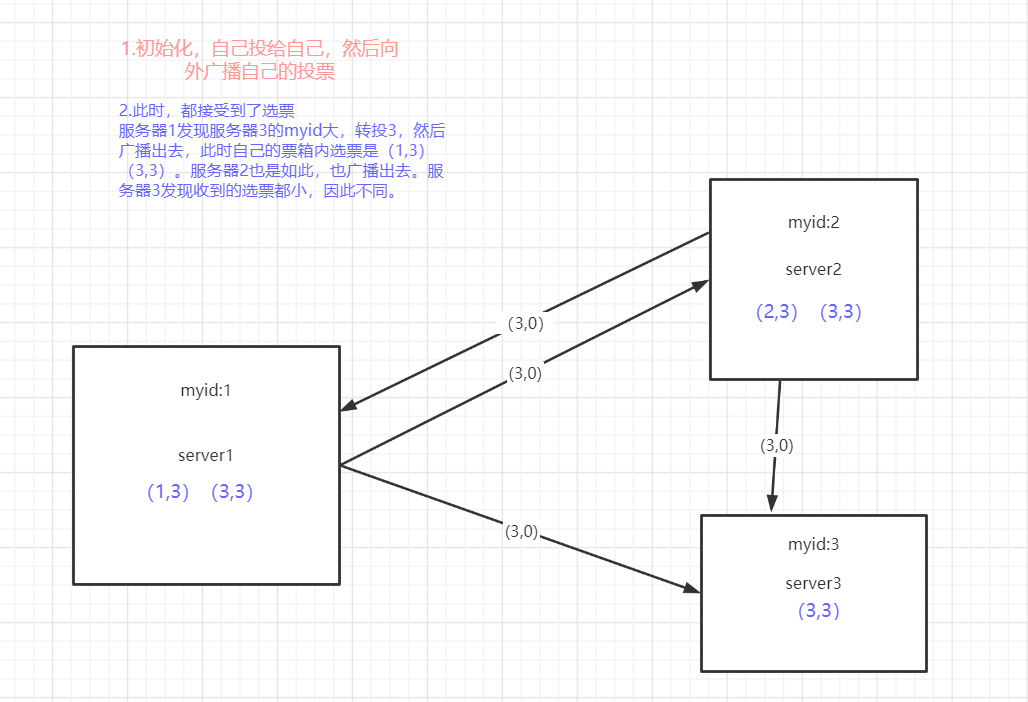 1.初始化，自己投给自己，然后向
外广播自己的投票
2.此时，都接受到了选票
服务器1发现服务器3的myid大，转投3，然后
广播出去，此时自己的票箱内选票是（1,3）
（3,3）。服务器2也是如此，也广播出去。服
务器3发现收到的选票都小，因此不同。
myid:2
server2
（2,3） （3,3）
(3,0)
(3,0)
myid:1
server1
（1,3） （3,3）
(3,0)
(3,0)
myid:3
server3
（3,3）